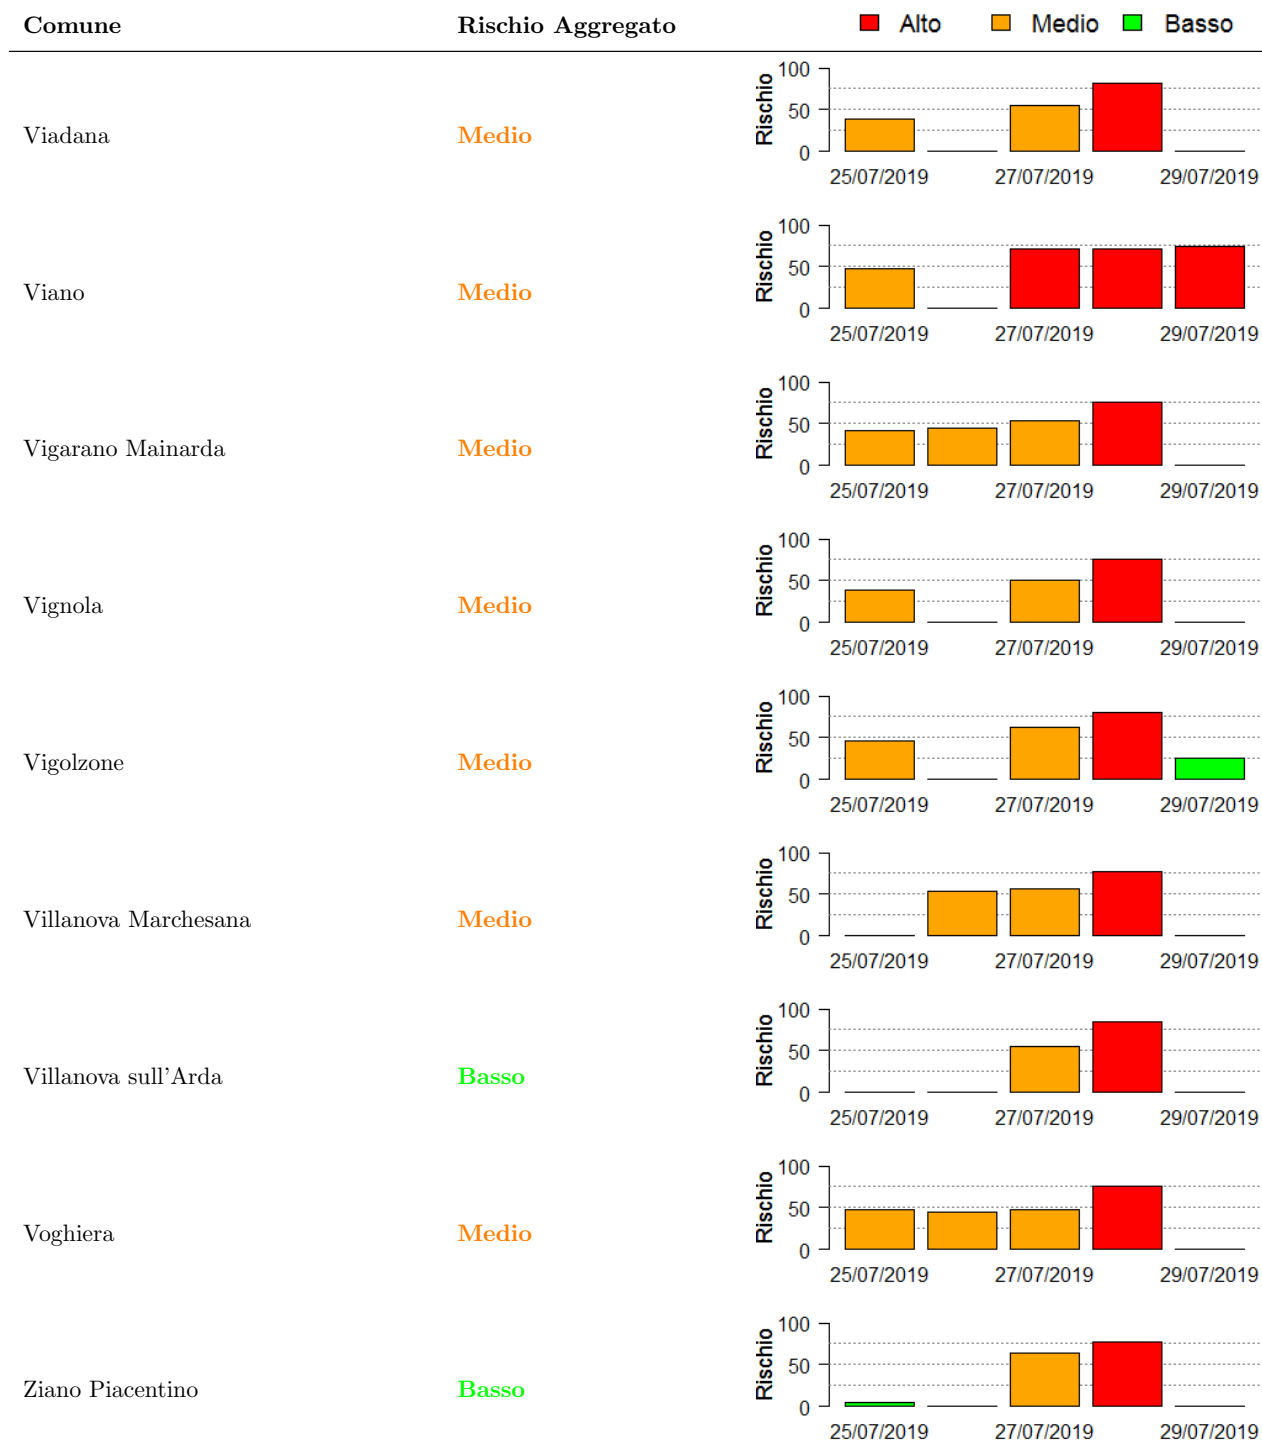 Comune Rischio Aggregato Alto Medio Basso
Viadana Medio Rischio 100 50 0
25/07/2019 27/07/2019 29/07/2019
Viano Medio Rischio 100 50 0
25/07/2019 27/07/2019 29/07/2019
Vigarano Mainarda Medio Rischio 100 50 0
25/07/2019 27/07/2019 29/07/2019
Vignola Medio Rischio 100 50 0
25/07/2019 27/07/2019 29/07/2019
Vigolzone Medio Rischio 100 50 0
25/07/2019 27/07/2019 29/07/2019
Villanova Marchesana Medio Rischio 100 50 0
25/07/2019 27/07/2019 29/07/2019
Villanova sull'Arda Basso Rischio 100 50 0
25/07/2019 27/07/2019 29/07/2019
Voghiera Medio Rischio 100 50 0
25/07/2019 27/07/2019 29/07/2019
Ziano Piacentino Basso Rischio 100 50 0
25/07/2019 27/07/2019 29/07/2019